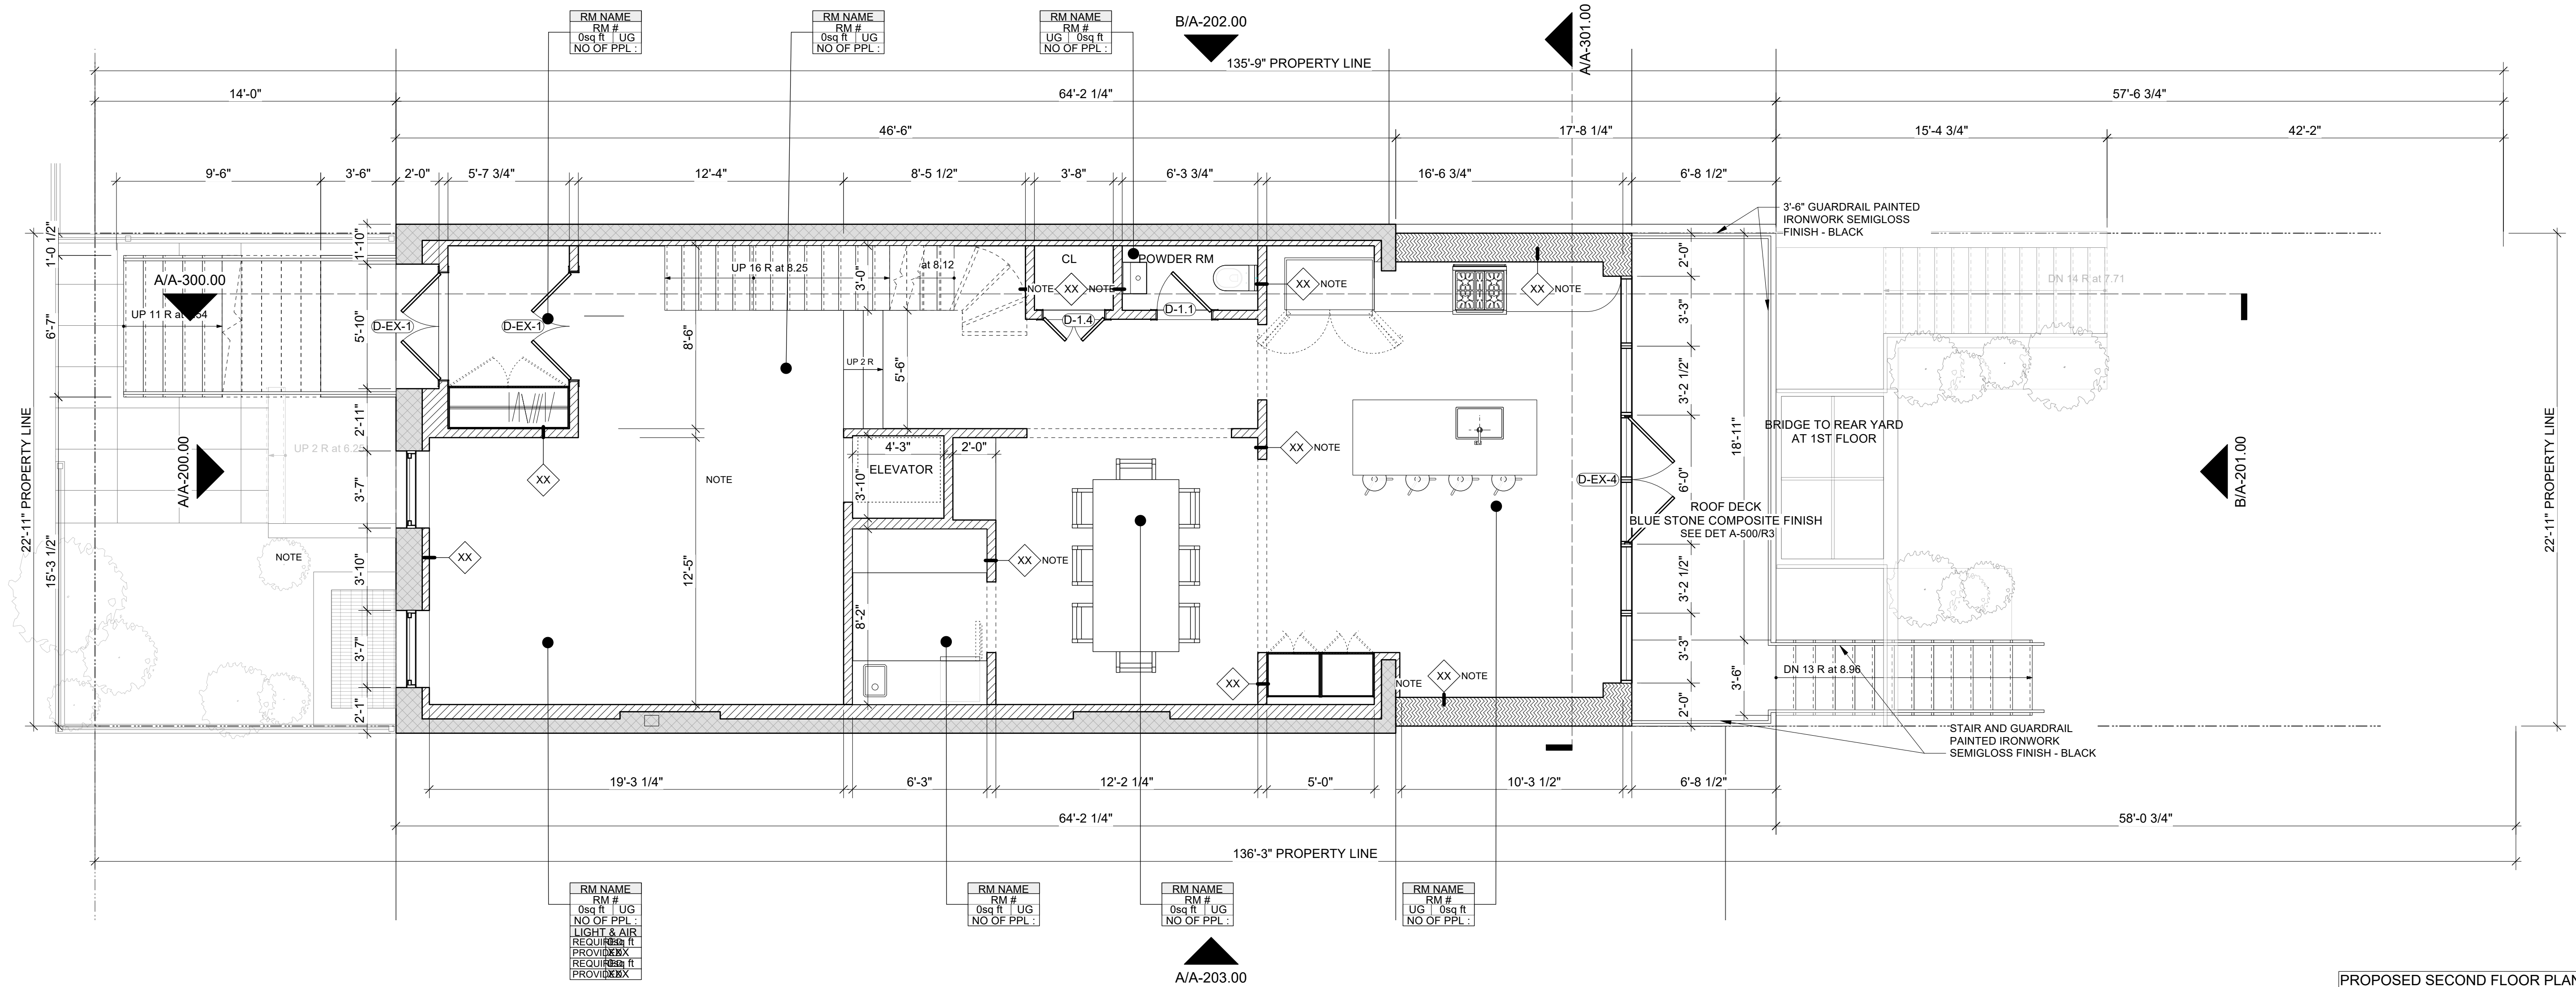 RM NAME
RM #
0sq ft UG
NO OF PPL :
RM NAME
RM #
0sq ft UG
NO OF PPL :
RM NAME
RM #
UG 0sq ft
NO OF PPL :
B/A-202.00
A/A-301.00
135'-9" PROPERTY LINE
14'-0"
64'-2 1/4"
57'-6 3/4"
46'-6"
17'-8 1/4"
15'-4 3/4"
42'-2"
9'-6"
3'-6"
2'-0"
5'-7 3/4"
12'-4"
8'-5 1/2"
3'-8"
6'-3 3/4"
16'-6 3/4"
6'-8 1/2"
3'-6" GUARDRAIL PAINTED
IRONWORK SEMIGLOSS
FINISH - BLACK
1'-0 1/2"
1'-10"
2'-0"
CL
POWDER RM
UP 16 R at 8.25
at 8.12
3'-0"
A/A-300.00
UP 11 R at
NOTE
XX
NOTE
XX
NOTE
XX
NOTE
DN 14 R at 7.71
6'-7"
5'-10"
D-EX-1
D-EX-1
D-1.4
D-1.1
3'-3"
8'-6"
UP 2 R
5'-6"
3'-2 1/2"
22'-11" PROPERTY LINE
A/A-200.00
2'-11"
UP 2 R at 6.25
4'-3"
2'-0"
ELEVATOR
3'-10"
XX
NOTE
XX
NOTE
18'-11"
BRIDGE TO REAR YARD
AT 1ST FLOOR
B/A-201.00
22'-11" PROPERTY LINE
3'-7"
D-EX-4
6'-0"
ROOF DECK
BLUE STONE COMPOSITE FINISH
SEE DET A-500/R3
15'-3 1/2"
NOTE
3'-10"
XX
12'-5"
XX
NOTE
3'-2 1/2"
8'-2"
3'-7"
3'-3"
XX
NOTE
XX
NOTE
3'-6"
DN 13 R at 8.96
2'-1"
2'-0"
STAIR AND GUARDRAIL
PAINTED IRONWORK
SEMIGLOSS FINISH - BLACK
19'-3 1/4"
6'-3"
12'-2 1/4"
5'-0"
10'-3 1/2"
6'-8 1/2"
64'-2 1/4"
58'-0 3/4"
136'-3" PROPERTY LINE
RM NAME
RM #
0sq ft UG
NO OF PPL :
LIGHT & AIR
REQUIRED
PROVIDED
REQUIRED
PROVIDED
RM NAME
RM #
0sq ft UG
NO OF PPL :
RM NAME
RM #
0sq ft UG
NO OF PPL :
RM NAME
RM #
UG 0sq ft
NO OF PPL :
A/A-203.00
PROPOSED SECOND FLOOR PLAN